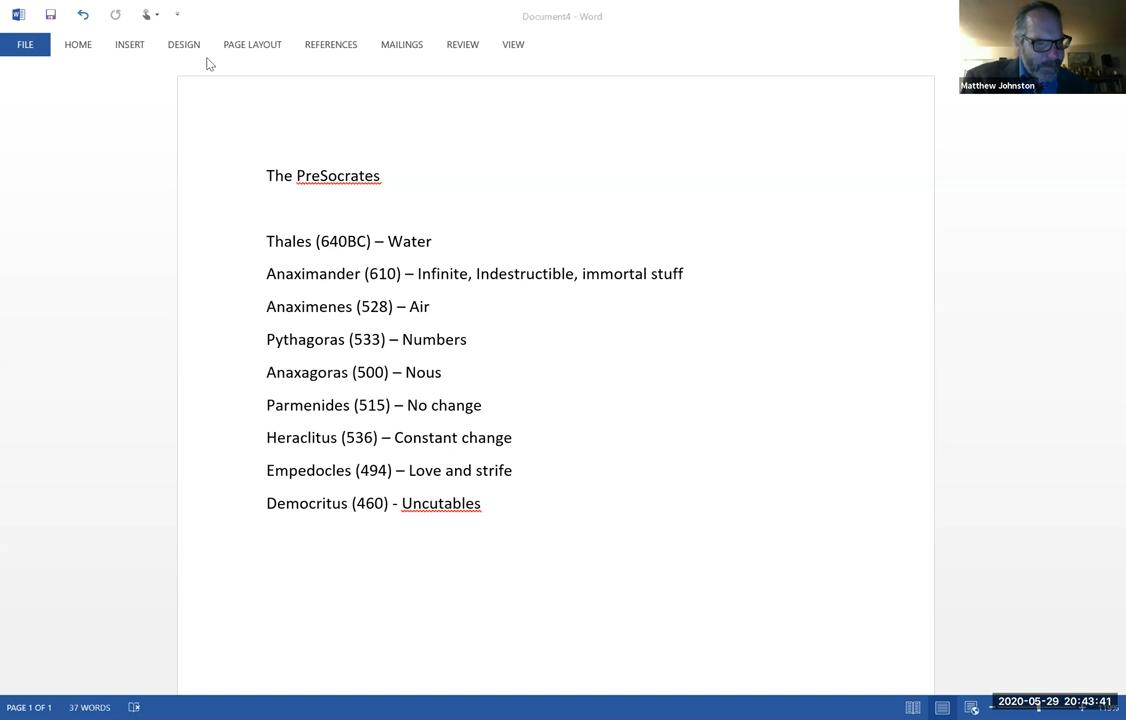 Document4 - Word
FILE HOME INSERT DESIGN PAGE LAYOUT REFERENCES MAILINGS REVIEW VIEW
Matthew Johnston
The PreSocrates
Thales (640BC) – Water
Anaximander (610) – Infinite, Indestructible, immortal stuff
Anaximenes (528) – Air
Pythagoras (533) – Numbers
Anaxagoras (500) – Nous
Parmenides (515) – No change
Heraclitus (536) – Constant change
Empedocles (494) – Love and strife
Democritus (460) - Uncutables
PAGE 1 OF 1 37 WORDS
2020-05-29 20:43:41